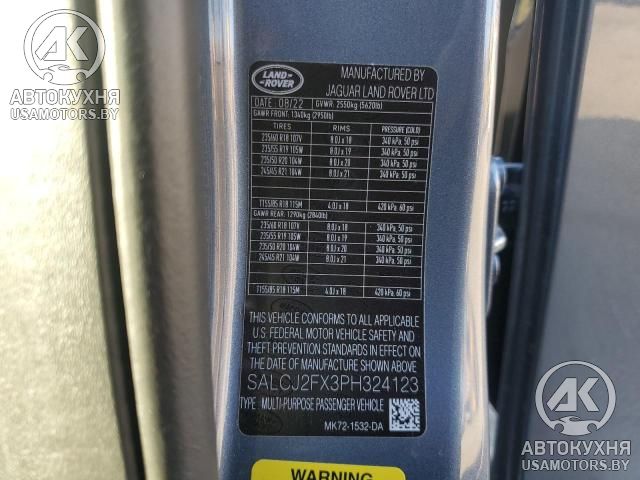 АК
АВТОКУХНЯ
USAMOTORS.BY
LAND ROVER
MANUFACTURED BY
JAGUAR LAND ROVER LTD
DATE 08/22 GVWR: 2550kg (5620lb)
GAWR FRONT: 1340kg (2950lb)
TIRES RIMS PRESSURE (COLD)
235/60 R18 107V 8.0J x 18 340 kPa, 50 psi
235/55 R19 105W 8.0J x 19 340 kPa, 50 psi
235/50 R20 104W 8.0J x 20 340 kPa, 50 psi
245/45 R21 104W 8.0J x 21 340 kPa, 50 psi
T155/85 R18 115M 4.0J x 18 420 kPa, 60 psi
GAWR REAR: 1290kg (2840lb)
235/60 R18 107V 8.0J x 18 340 kPa, 50 psi
235/55 R19 105W 8.0J x 19 340 kPa, 50 psi
235/50 R20 104W 8.0J x 20 340 kPa, 50 psi
245/45 R21 104W 8.0J x 21 340 kPa, 50 psi
T155/85 R18 115M 4.0J x 18 420 kPa, 60 psi
THIS VEHICLE CONFORMS TO ALL APPLICABLE
U.S. FEDERAL MOTOR VEHICLE SAFETY AND
THEFT PREVENTION STANDARDS IN EFFECT ON
THE DATE OF MANUFACTURE SHOWN ABOVE
SALCJ2FX3PH324123
TYPE MULTI-PURPOSE PASSENGER VEHICLE
MK72-1532-DA
WARNING
АК
АВТОКУХНЯ
USAMOTORS.BY